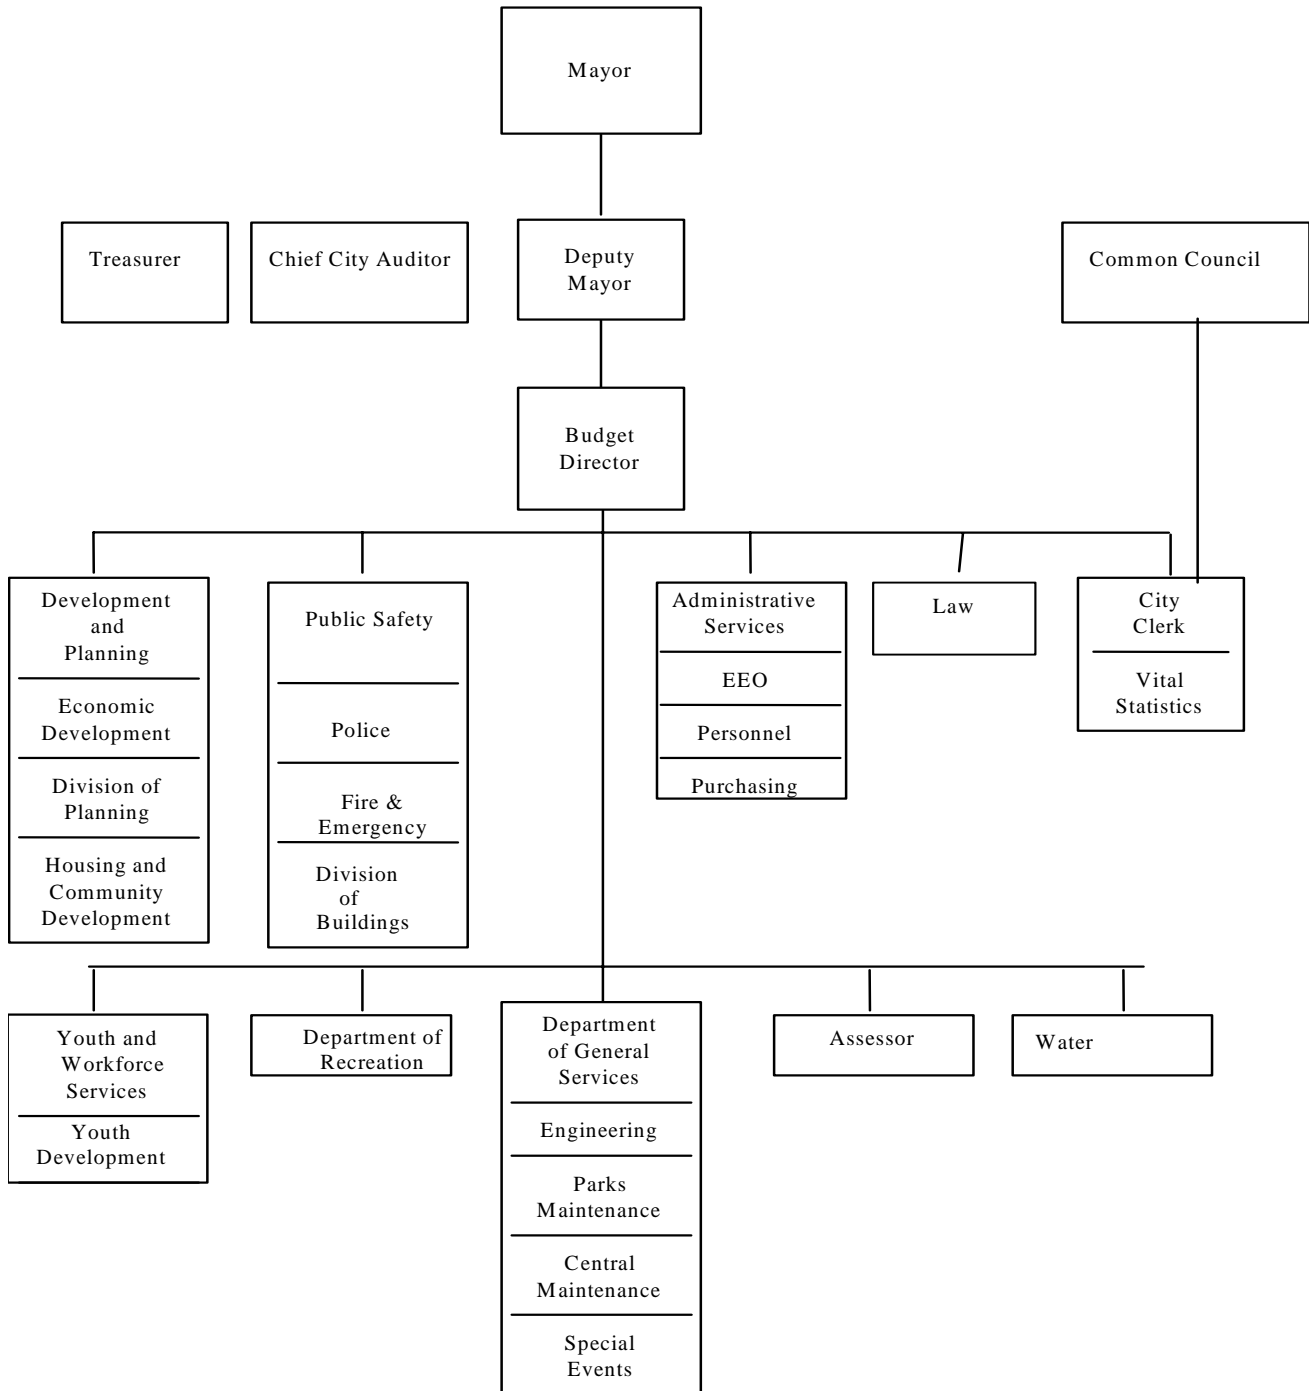 Mayor
Treasurer
Chief City Auditor
Deputy
Mayor
Common Council
Budget
Director
Development
and
Planning
Economic
Development
Division of
Planning
Housing and
Community
Development
Public Safety
Police
Fire &
Emergency
Division
of
Buildings
Administrative
Services
EEO
Personnel
Purchasing
Law
City
Clerk
Vital
Statistics
Youth and
Workforce
Services
Youth
Development
Department of
Recreation
Department
of General
Services
Engineering
Parks
Maintenance
Central
Maintenance
Special
Events
Assessor
Water